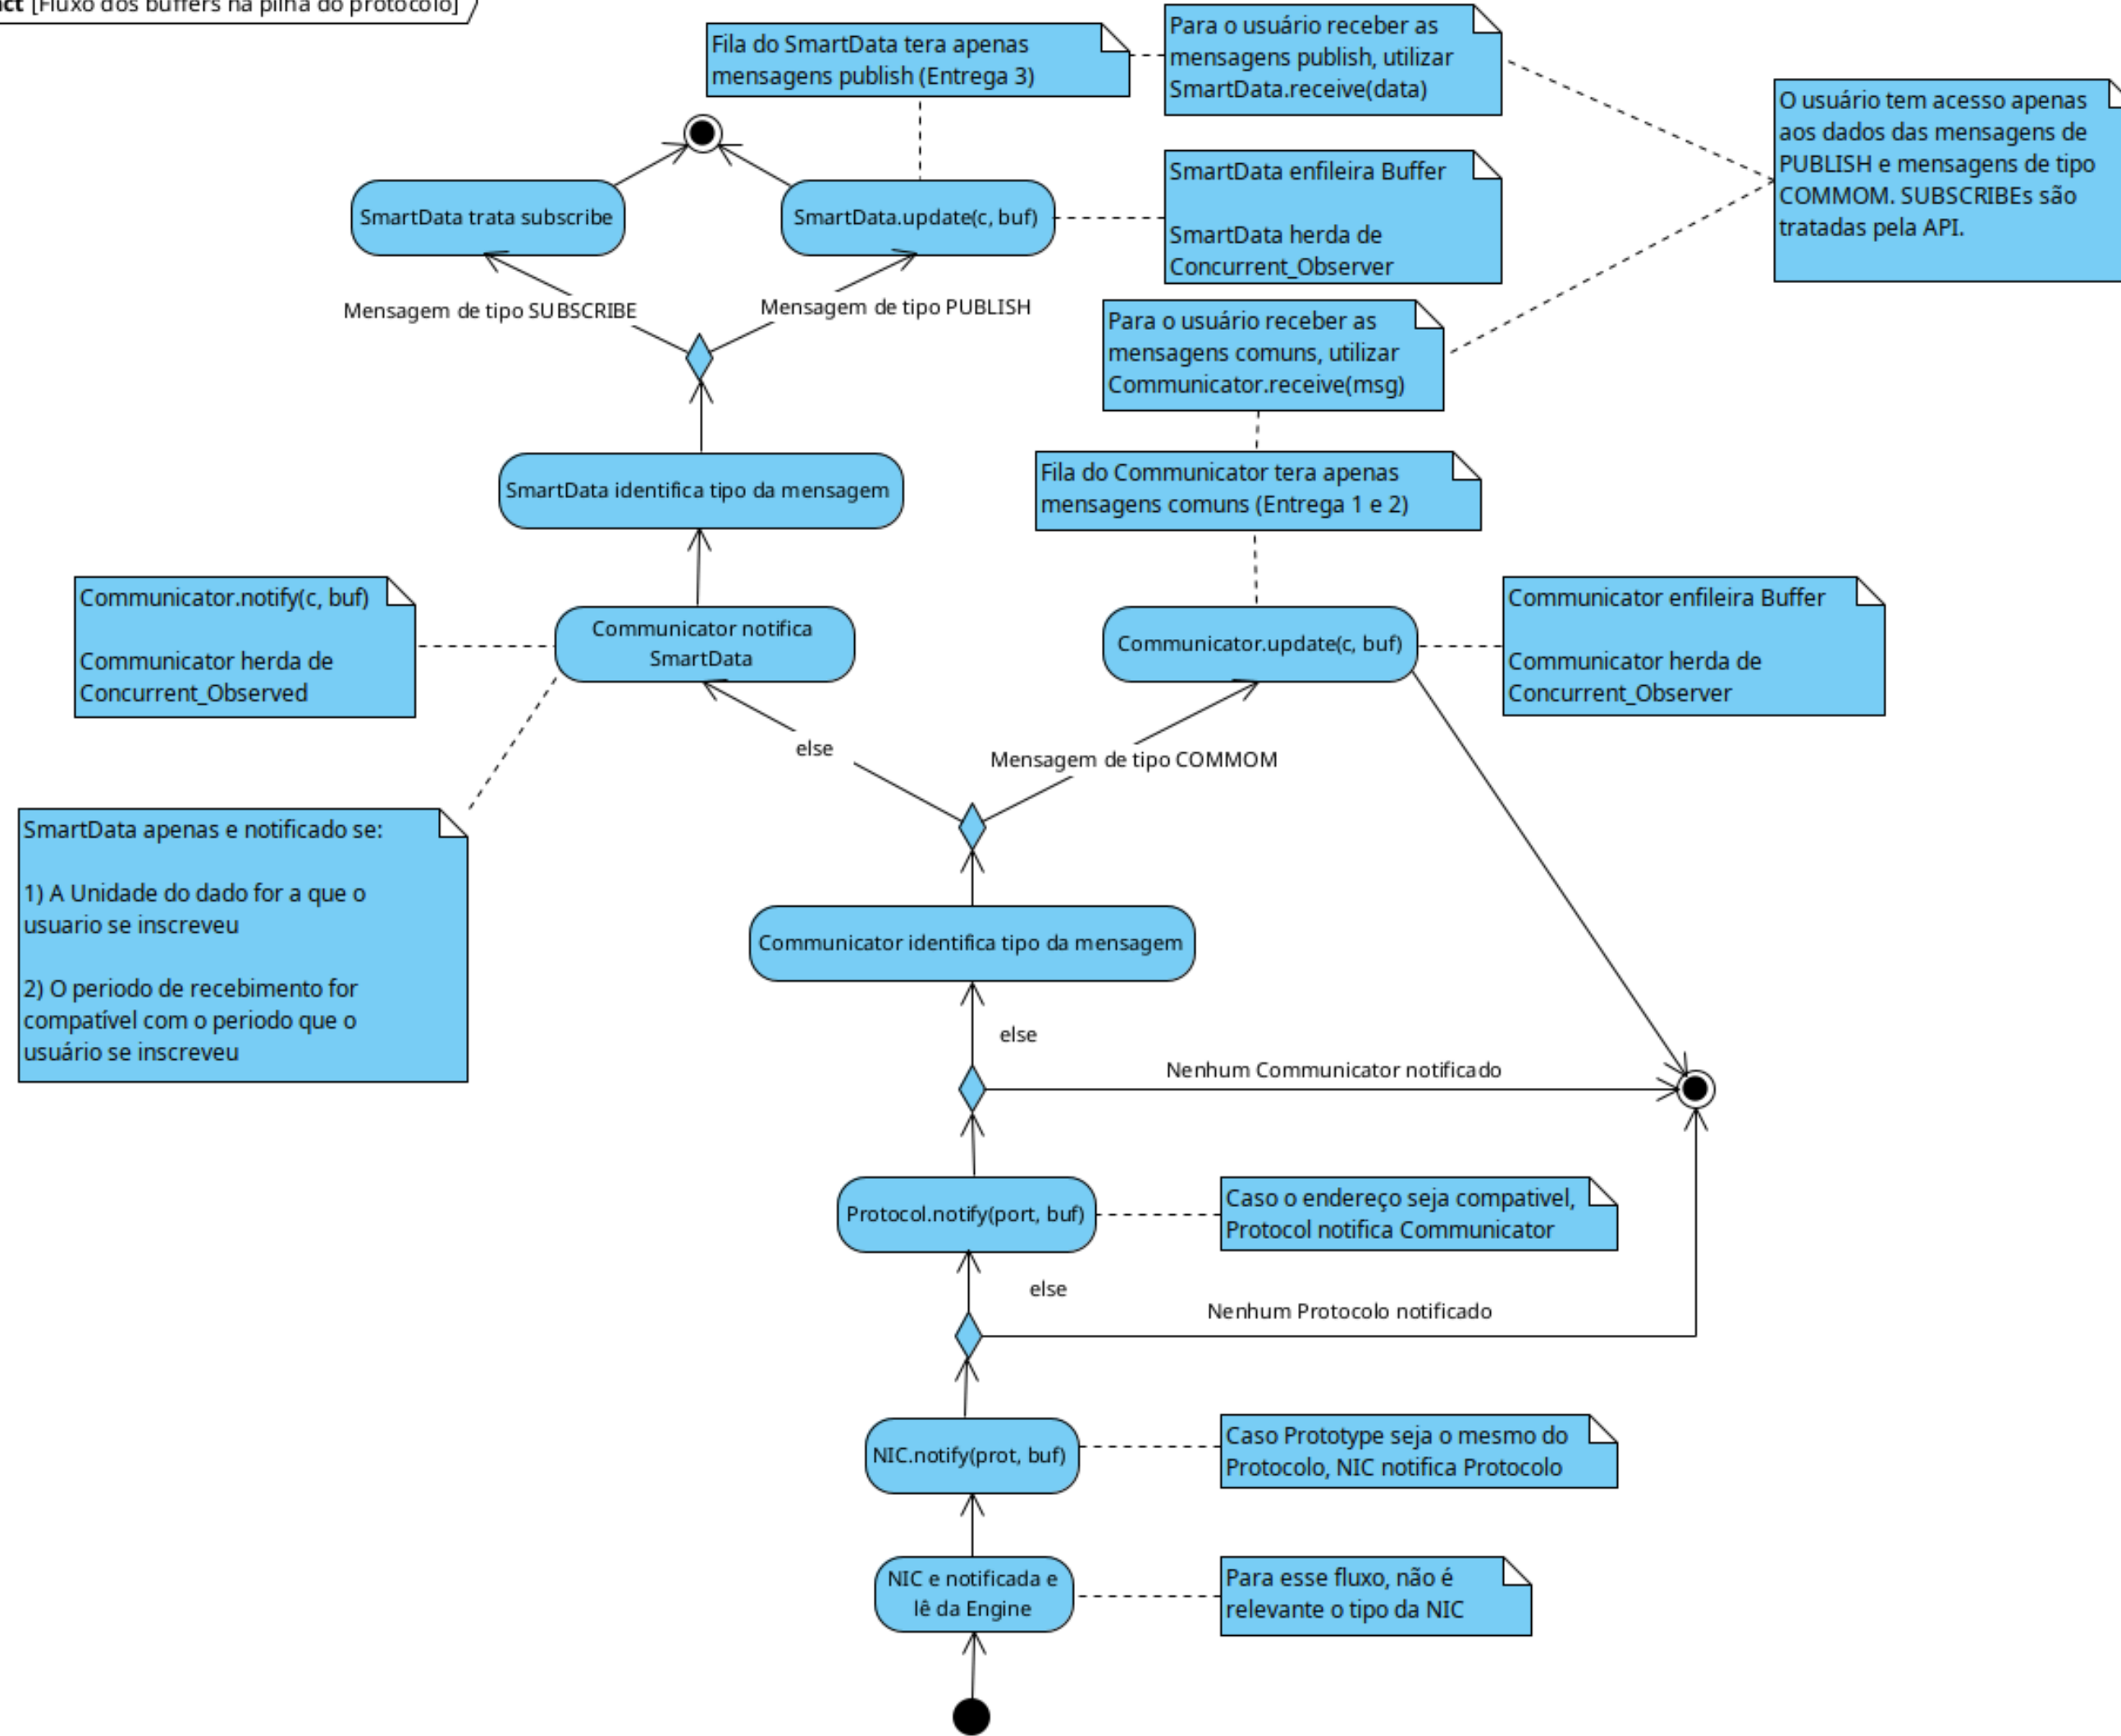 [Fluxo dos buffers na pilha do protocolo]
Fila do SmartData tera apenas
mensagens publish (Entrega 3)
Para o usuário receber as
mensagens publish, utilizar
SmartData.receive(data)
O usuário tem acesso apenas
aos dados das mensagens de
PUBLISH e mensagens de tipo
COMMOM. SUBSCRIBEs são
tratadas pela API.
SmartData trata subscribe
SmartData.update(c, buf)
SmartData enfileira Buffer
SmartData herda de
Concurrent_Observer
Mensagem de tipo SUBSCRIBE
Mensagem de tipo PUBLISH
Para o usuário receber as
mensagens comuns, utilizar
Communicator.receive(msg)
SmartData identifica tipo da mensagem
Fila do Communicator tera apenas
mensagens comuns (Entrega 1 e 2)
Communicator.notify(c, buf)
Communicator herda de
Concurrent_Observed
Communicator notifica
SmartData
Communicator.update(c, buf)
Communicator enfileira Buffer
Communicator herda de
Concurrent_Observer
else
Mensagem de tipo COMMOM
SmartData apenas e notificado se:
1) A Unidade do dado for a que o
usuario se inscreveu
2) O periodo de recebimento for
compatível com o periodo que o
usuário se inscreveu
Communicator identifica tipo da mensagem
else
Nenhum Communicator notificado
Protocol.notify(port, buf)
Caso o endereço seja compativel,
Protocol notifica Communicator
else
Nenhum Protocolo notificado
NIC.notify(prot, buf)
Caso Prototype seja o mesmo do
Protocolo, NIC notifica Protocolo
NIC e notificada e
lê da Engine
Para esse fluxo, não é
relevante o tipo da NIC